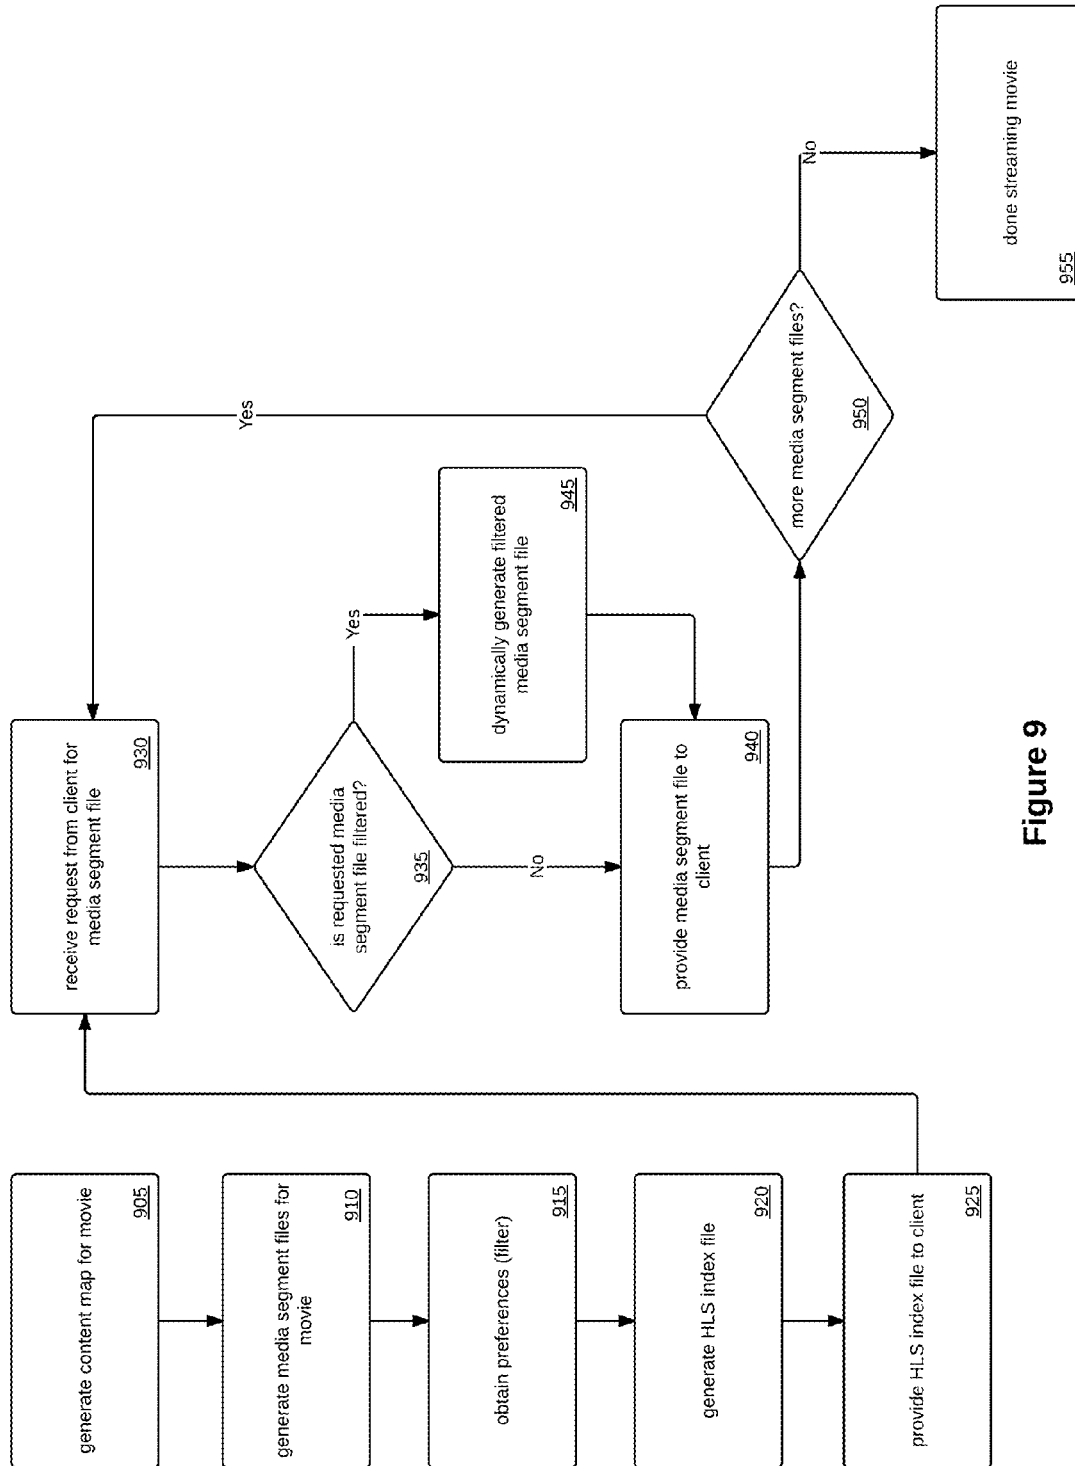 generate content map for movie
905
generate media segment files for
movie
910
obtain preferences (filter)
915
generate HLS index file
920
provide HLS index file to client
925
receive request from client for
media segment file
930
is requested media
segment file filtered?
935
Yes
No
dynamically generate filtered
media segment file
945
provide media segment file to
client
940
more media segment files?
950
Yes
No
done streaming movie
955
Figure 9